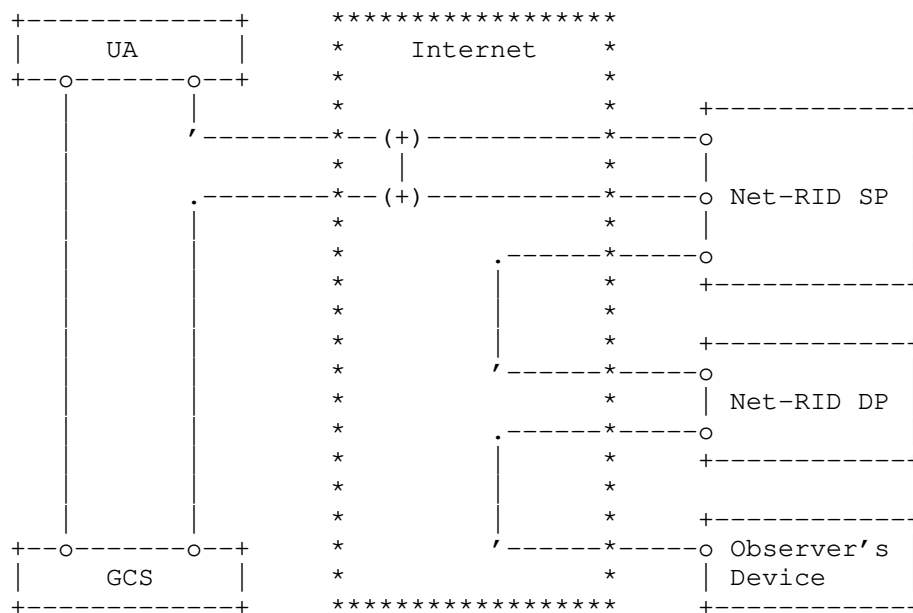 UA
Internet
(+)
(+)
Net-RID SP
Net-RID DP
Observer's
GCS
Device